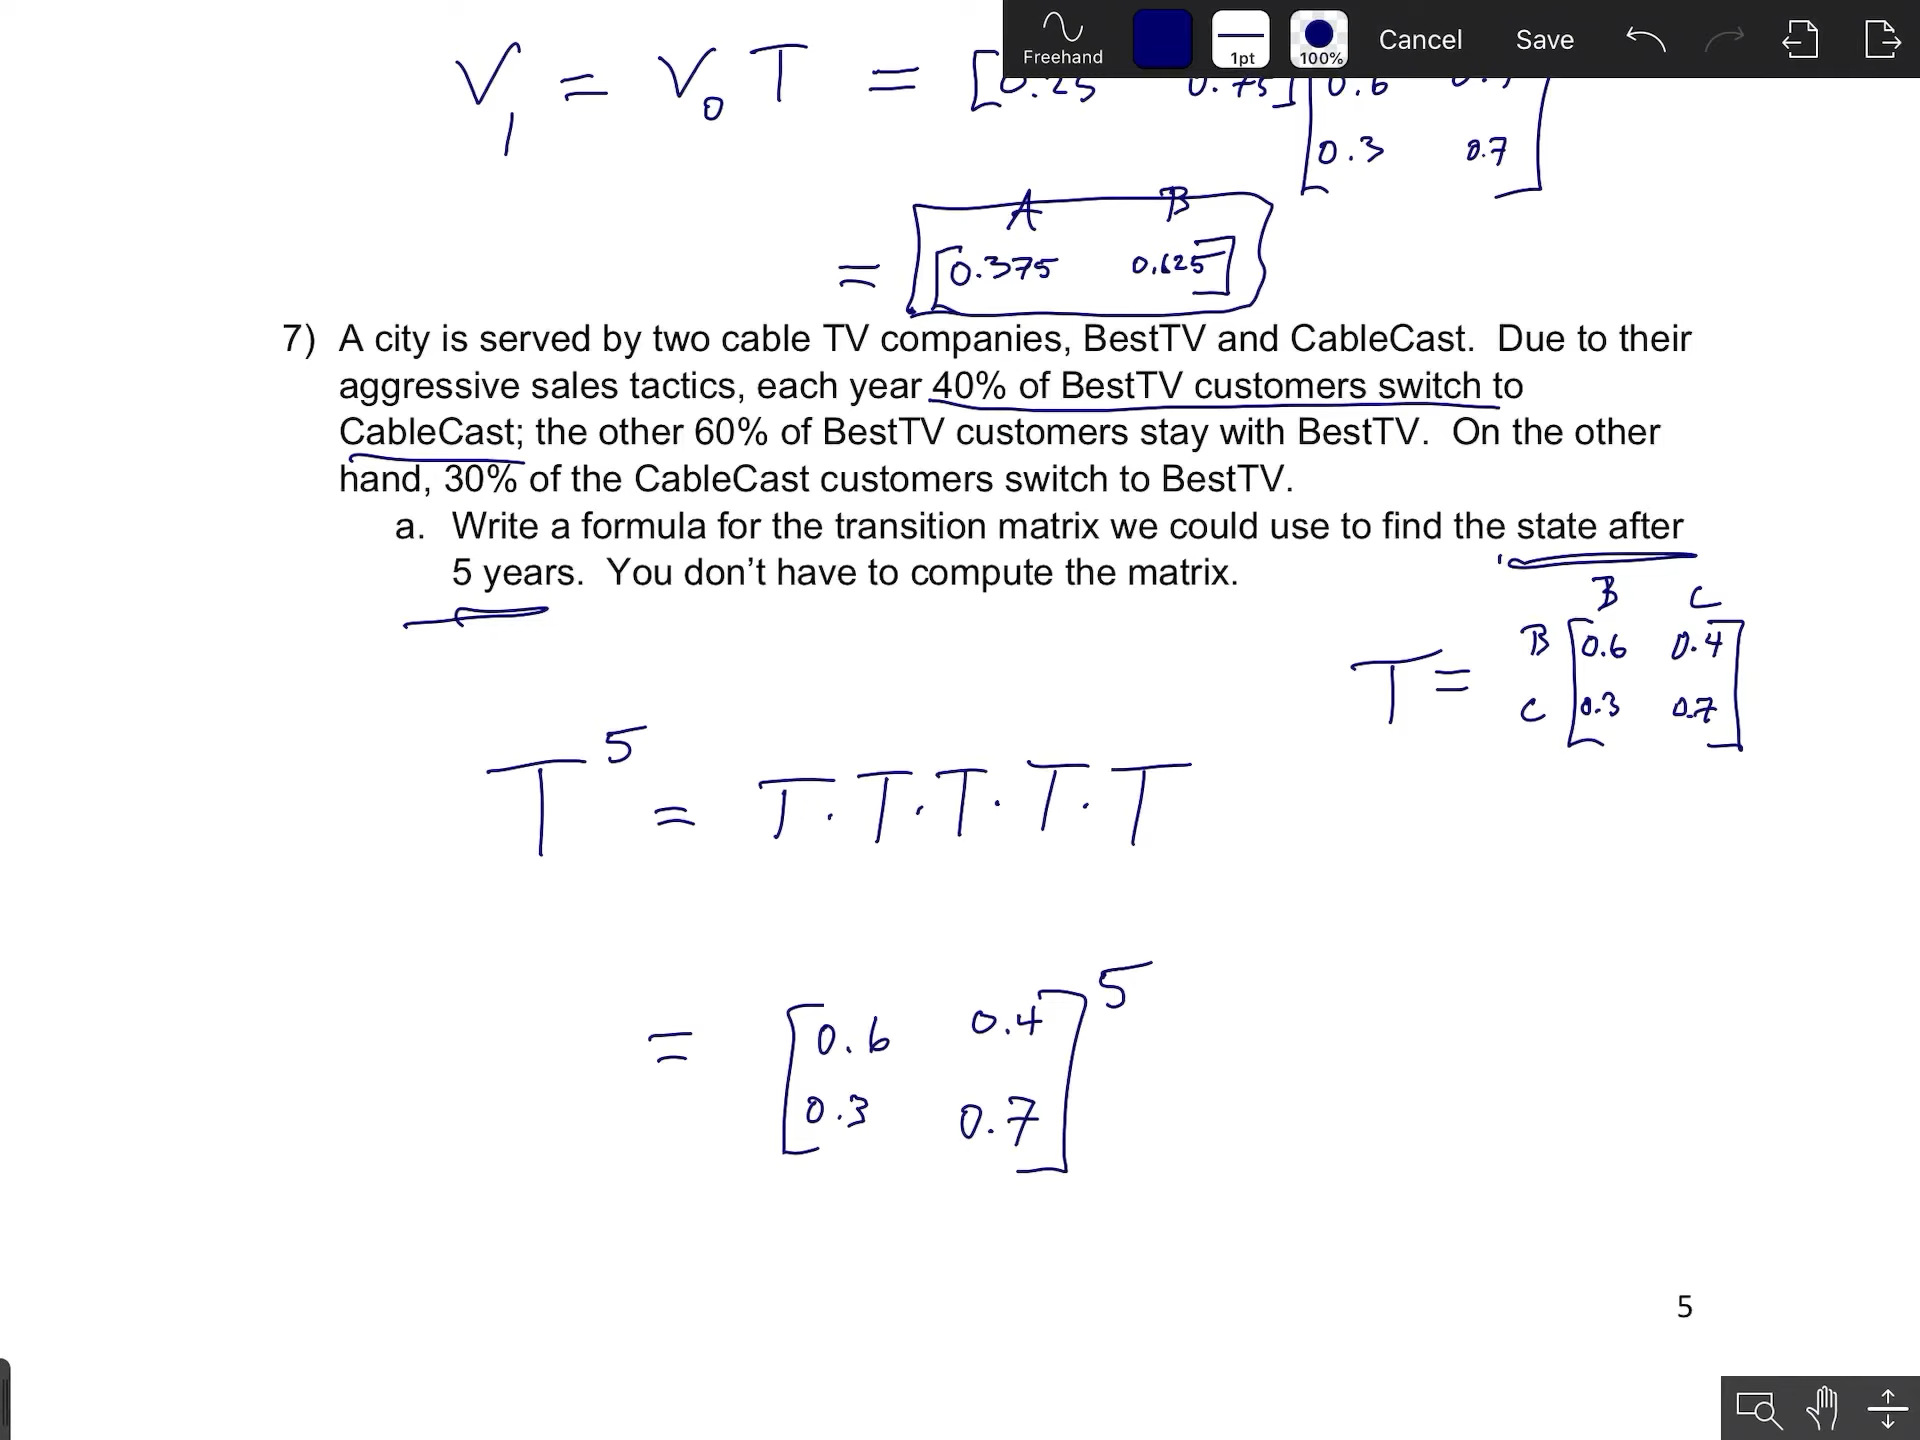 Freehand 1pt 100% Cancel Save
V₁ = V₀ T = [0.25 0.75] [0.6
0.3 0.7]
A B
= [0.375 0.625]
7) A city is served by two cable TV companies, BestTV and CableCast. Due to their
aggressive sales tactics, each year 40% of BestTV customers switch to
CableCast; the other 60% of BestTV customers stay with BestTV. On the other
hand, 30% of the CableCast customers switch to BestTV.
a. Write a formula for the transition matrix we could use to find the state after
5 years. You don't have to compute the matrix.
B C
T = B [0.6 0.4
C 0.3 0.7]
T⁵ = T · T · T · T · T
= [0.6 0.4
0.3 0.7]⁵
5